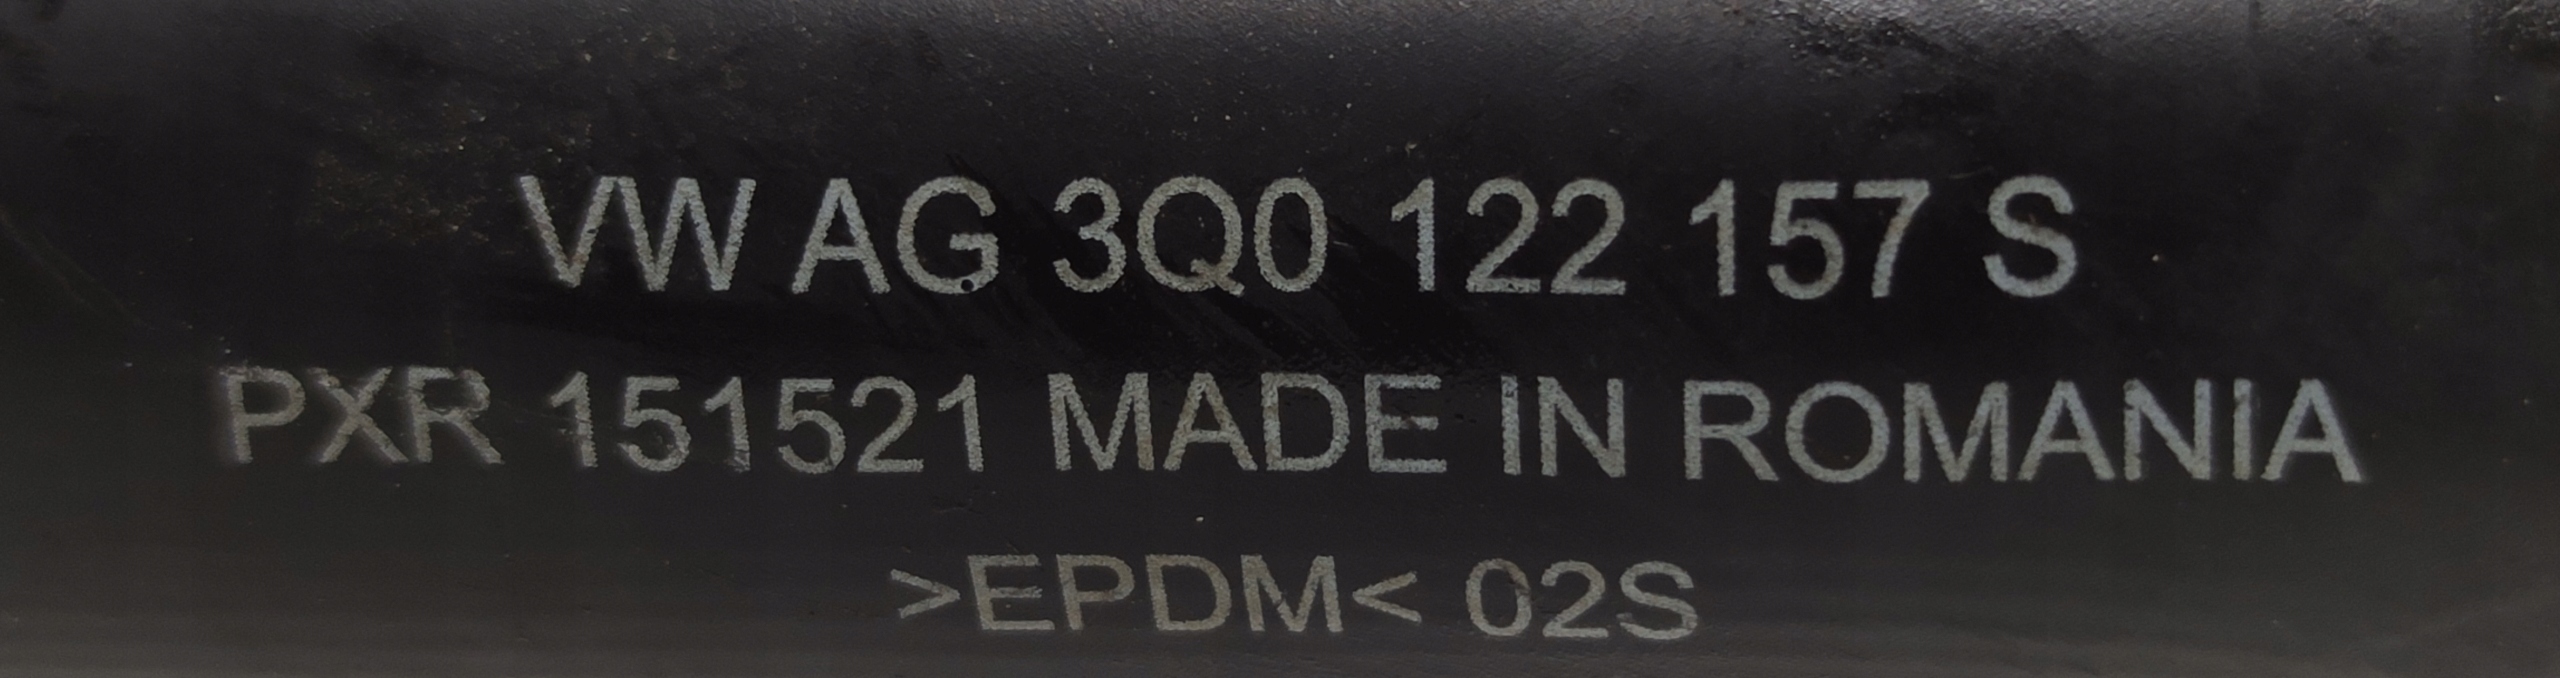 VW AG 3Q0 122 157 S
PXR 151521 MADE IN ROMANIA
>EPDM< 02S